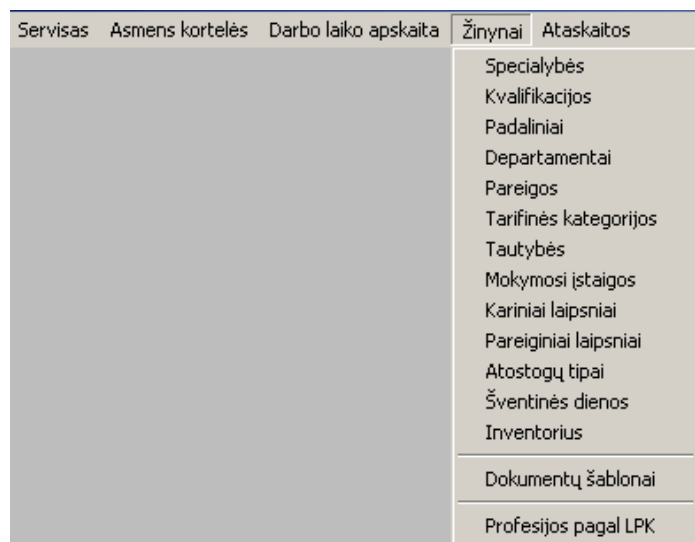 Servisas Asmens kortelės Darbo laiko apskaita Žinynai Ataskaitos
Specialybės
Kvalifikacijos
Padaliniai
Departamentai
Pareigos
Tarifinės kategorijos
Tautybės
Mokymosi įstaigos
Kariniai laipsniai
Pareiginiai laipsniai
Atostogų tipai
Šventinės dienos
Inventorius
Dokumentų šablonai
Profesijos pagal LPK